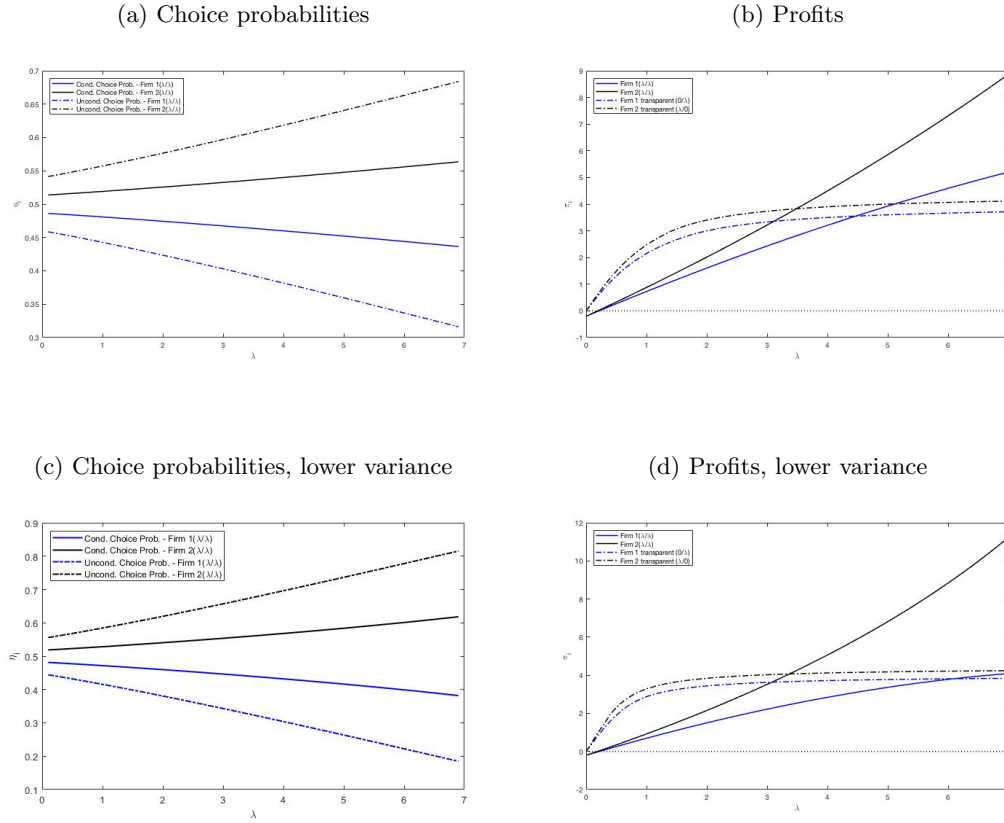 (a) Choice probabilities
0.7
0.65
0.6
0.55
0.5
0.45
0.4
0.35
0.3
0 1 2 3 4 5 6 7
λ
Cond. Choice Prob. - Firm 1(λ/λ)
Cond. Choice Prob. - Firm 2(λ/λ)
Uncond. Choice Prob. - Firm 1(λ/λ)
Uncond. Choice Prob. - Firm 2(λ/λ)
(b) Profits
π_i
9
8
7
6
5
4
3
2
1
0
-1
0 1 2 3 4 5 6 7
λ
Firm 1(λ/λ)
Firm 2(λ/λ)
Firm 1 transparent (0/λ)
Firm 2 transparent (λ/0)
(c) Choice probabilities, lower variance
η_i
0.9
0.8
0.7
0.6
0.5
0.4
0.3
0.2
0.1
0 1 2 3 4 5 6 7
λ
Cond. Choice Prob. - Firm 1(λ/λ)
Cond. Choice Prob. - Firm 2(λ/λ)
Uncond. Choice Prob. - Firm 1(λ/λ)
Uncond. Choice Prob. - Firm 2(λ/λ)
(d) Profits, lower variance
π_i
12
10
8
6
4
2
0
-2
0 1 2 3 4 5 6 7
λ
Firm 1(λ/λ)
Firm 2(λ/λ)
Firm 1 transparent (0/λ)
Firm 2 transparent (λ/0)